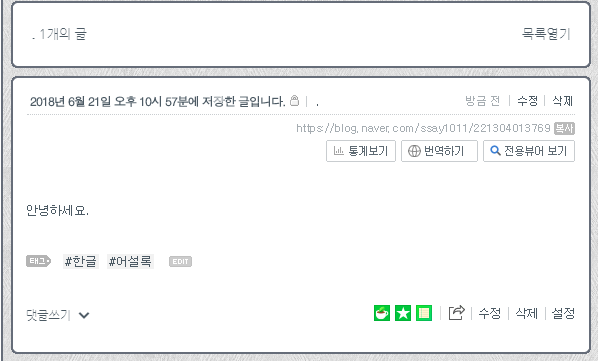 . 1개의 글 목록열기
2018년 6월 21일 오후 10시 57분에 저장한 글입니다. | . 방금 전 | 수정 | 삭제
https://blog.naver.com/ssay1011/221304013769 복사
통계보기 번역하기 전용뷰어 보기
안녕하세요.
태그 #한글 #어설록 EDIT
댓글쓰기 수정 | 삭제 | 설정